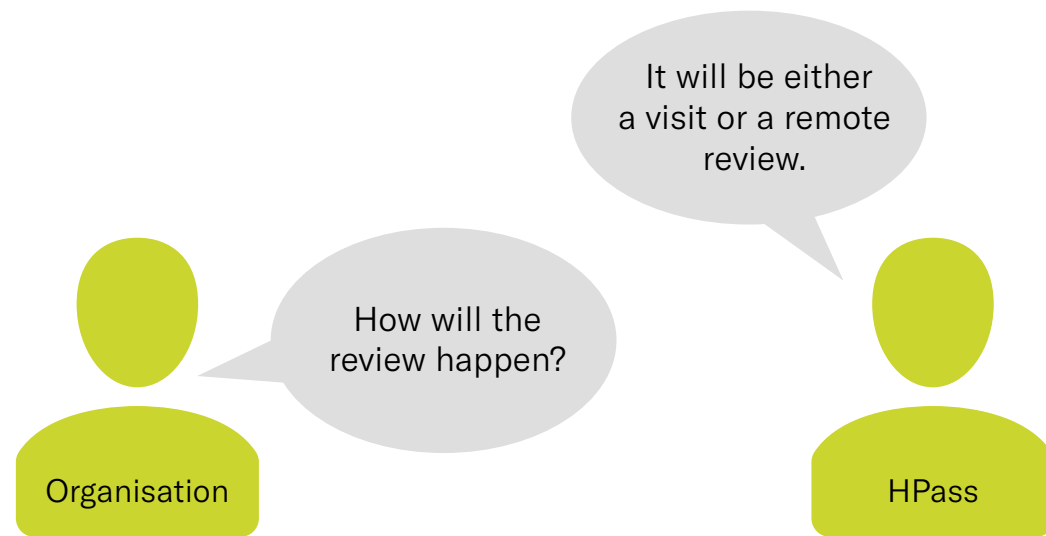 It will be either
a visit or a remote
review.
How will the
review happen?
Organisation
HPass